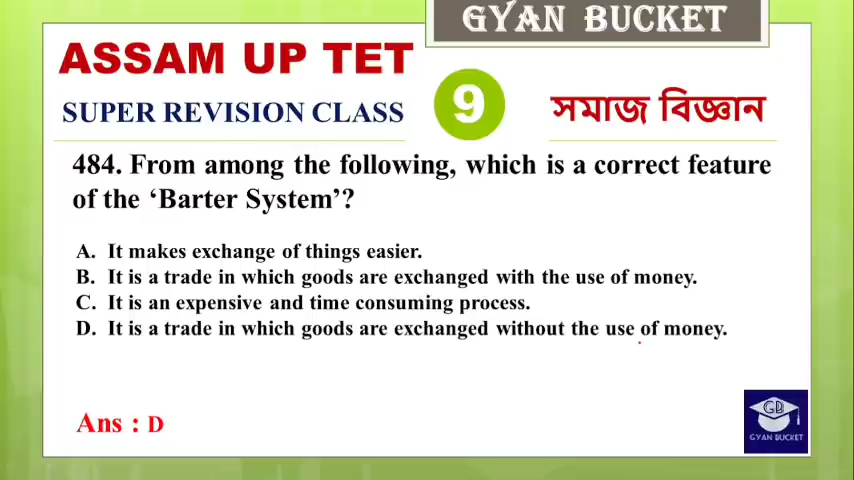 GYAN BUCKET
ASSAM UP TET
SUPER REVISION CLASS
9
সমাজ বিজ্ঞান
484. From among the following, which is a correct feature
of the ‘Barter System’?
A. It makes exchange of things easier.
B. It is a trade in which goods are exchanged with the use of money.
C. It is an expensive and time consuming process.
D. It is a trade in which goods are exchanged without the use of money.
Ans : D
GB
GYAN BUCKET